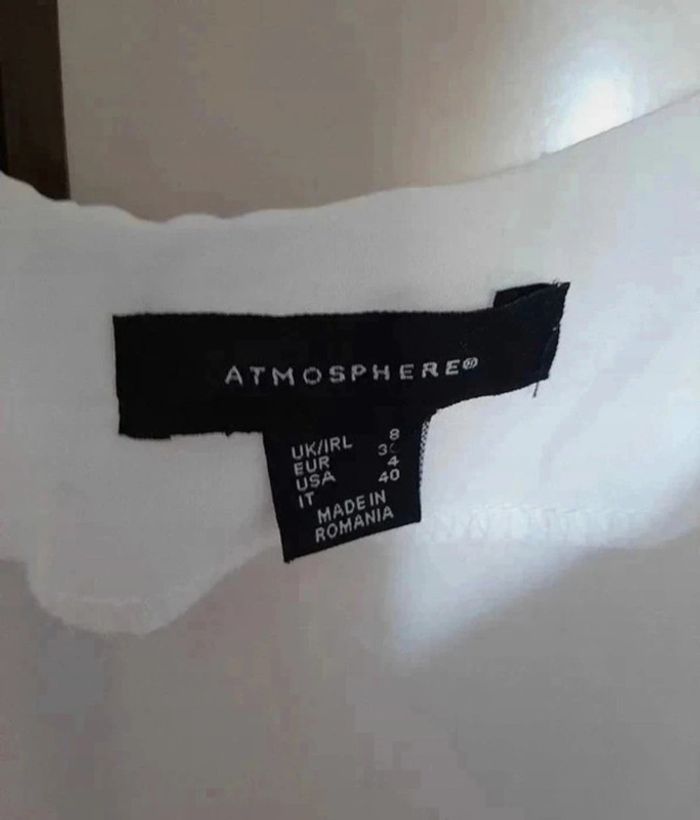 ATMOSPHERE®
UK/IRL 8
EUR
USA 4
IT 40
MADE IN
ROMANIA